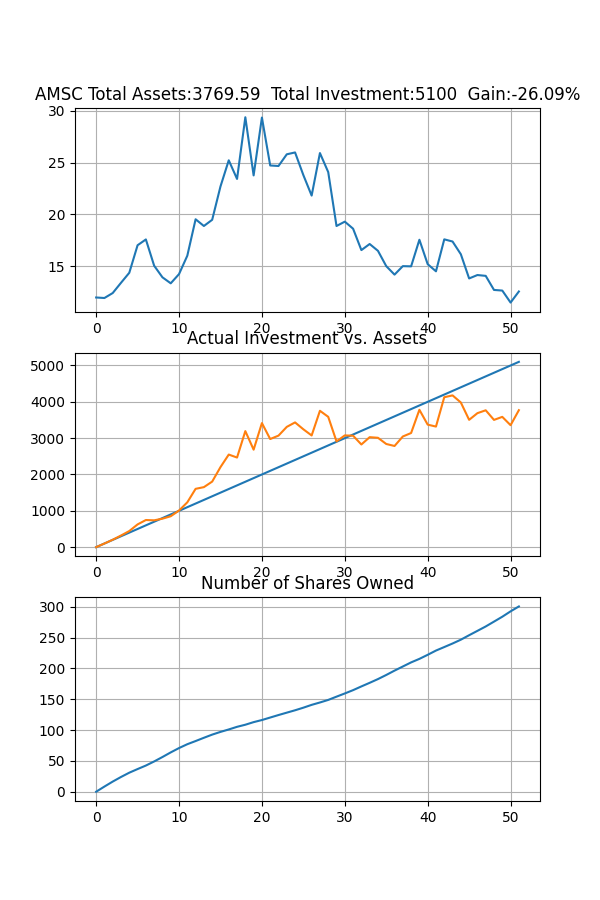 AMSC Total Assets:3769.59  Total Investment:5100  Gain:-26.09%
30
25
20
15
0 10 20 30 40 50
Actual Investment vs. Assets
5000
4000
3000
2000
1000
0
0 10 20 30 40 50
Number of Shares Owned
300
250
200
150
100
50
0
0 10 20 30 40 50